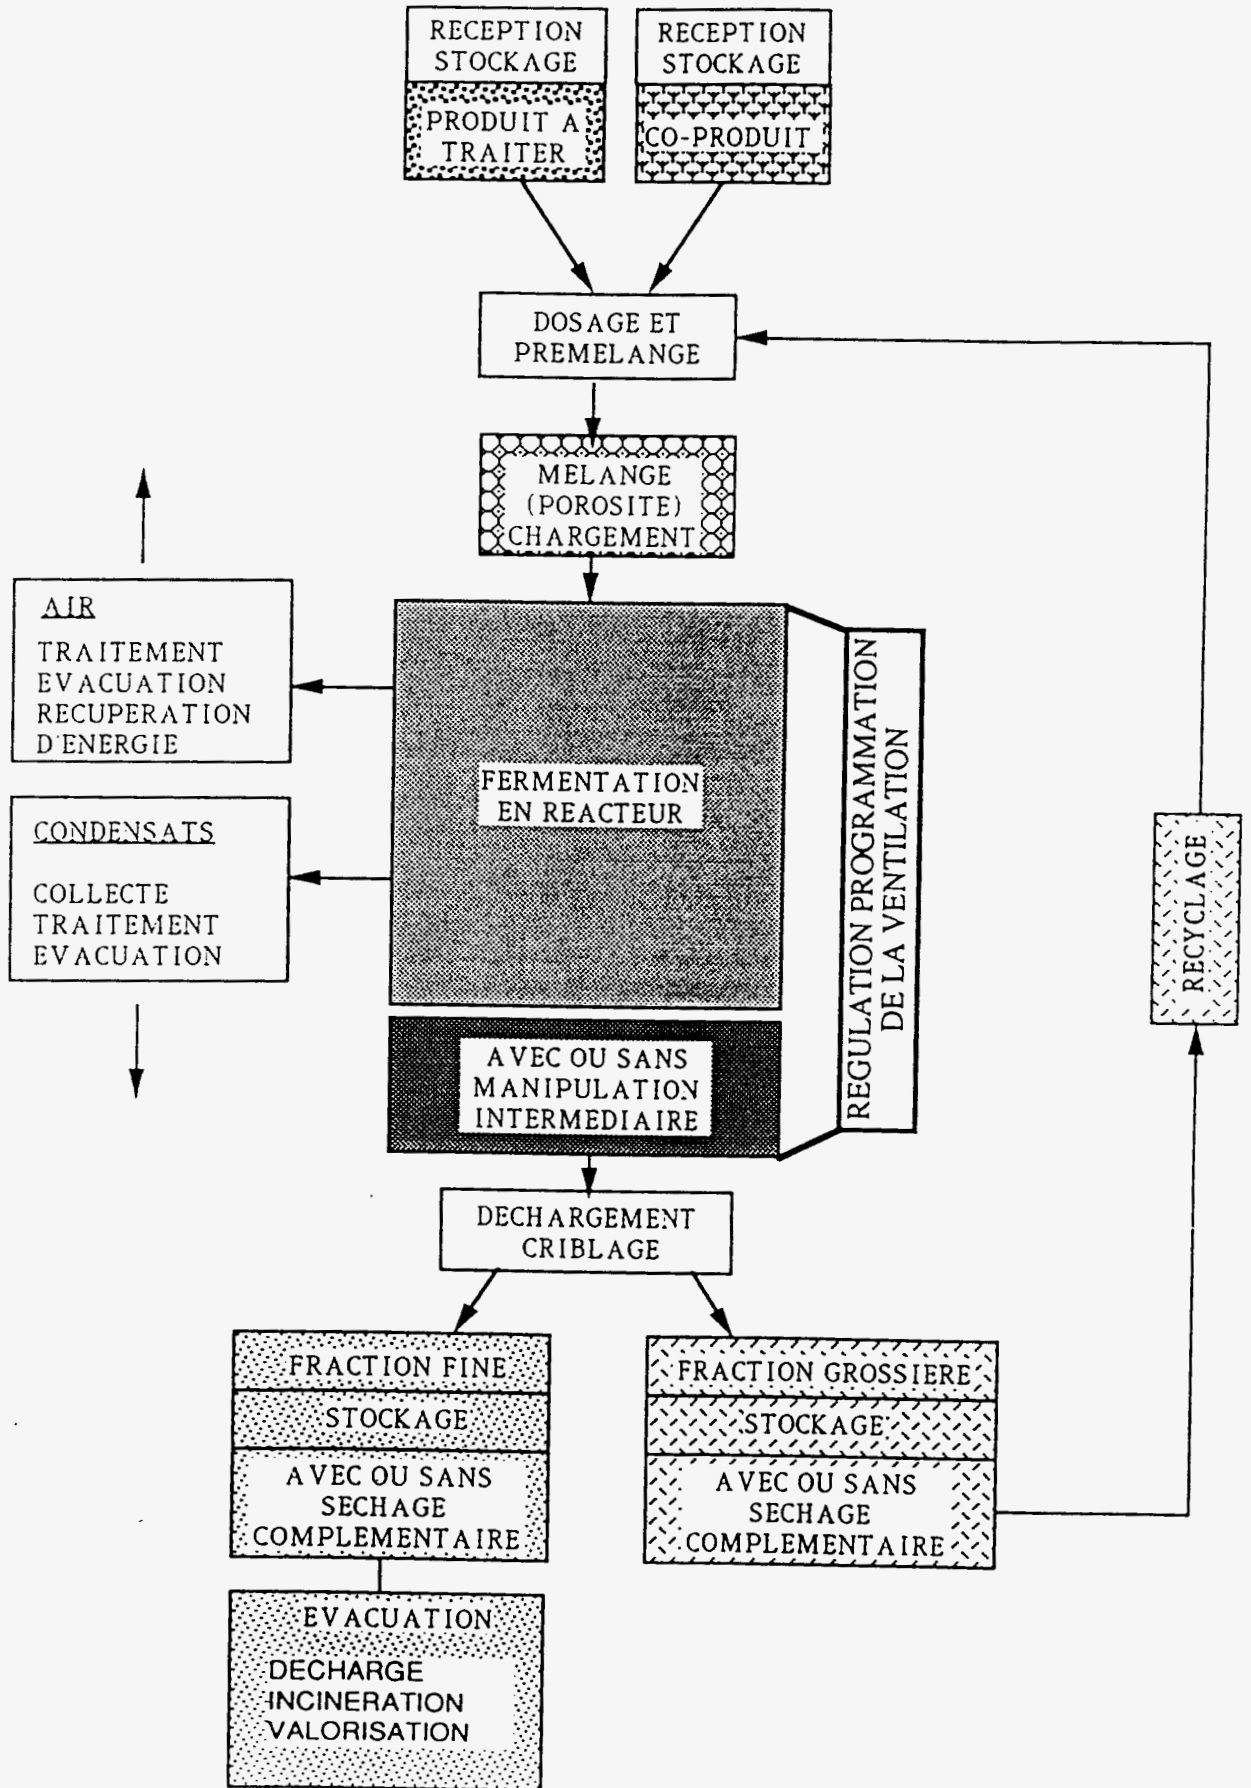 RECEPTION
STOCKAGE
PRODUIT A
TRAITER
RECEPTION
STOCKAGE
CO-PRODUIT
DOSAGE ET
PREMELANGE
MELANGE
(POROSITE)
CHARGEMENT
AIR
TRAITEMENT
EVACUATION
RECUPERATION
D'ENERGIE
CONDENSATS
COLLECTE
TRAITEMENT
EVACUATION
FERMENTATION
EN REACTEUR
AVEC OU SANS
MANIPULATION
INTERMEDIAIRE
REGULATION PROGRAMMATION
DE LA VENTILATION
RECYCLAGE
DECHARGEMENT
CRIBLAGE
FRACTION FINE
STOCKAGE
AVEC OU SANS
SECHAGE
COMPLEMENTAIRE
EVACUATION
DECHARGE
INCINERATION
VALORISATION
FRACTION GROSSIERE
STOCKAGE
AVEC OU SANS
SECHAGE
COMPLEMENTAIRE